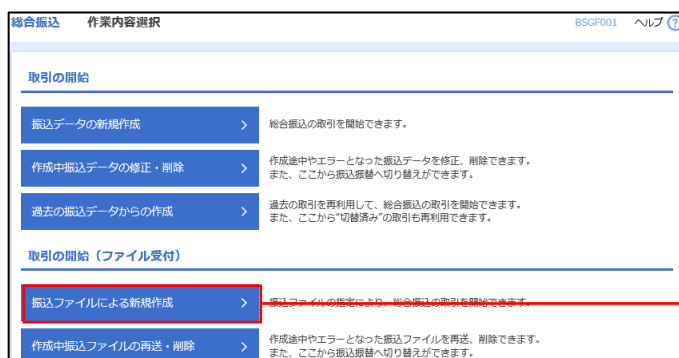 総合振込 作業内容選択 BSGF001 ヘルプ ?
取引の開始
振込データの新規作成 > 総合振込の取引を開始できます。
作成中振込データの修正・削除 > 作成途中やエラーとなった振込データを修正、削除できます。
また、ここから振込振替へ切り替えができます。
過去の振込データからの作成 > 過去の取引を再利用して、総合振込の取引を開始できます。
また、ここから"切替済み"の取引も再利用できます。
取引の開始（ファイル受付）
振込ファイルによる新規作成 > 振込ファイルの指定により、総合振込の取引を開始できます。
作成中振込ファイルの再送・削除 > 作成途中やエラーとなった振込ファイルを再送、削除できます。
また、ここから振込振替へ切り替えができます。